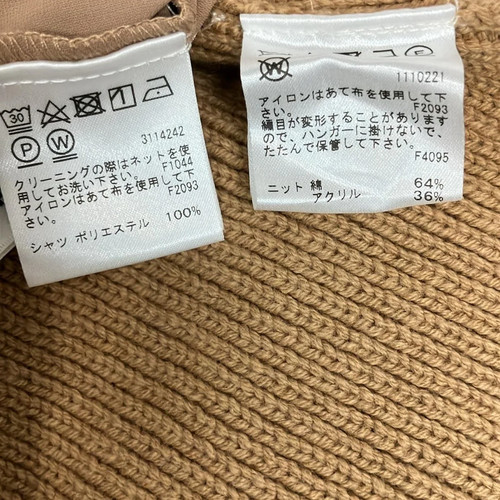 30
P W
3114242
クリーニングの際はネットを使
用してお洗い下さい。
F1044
アイロンはあて布を使用して下
さい。
F2093
シャツ ポリエステル 100%
W
1110221
アイロンはあて布を使用して下
さい。
F2093
編目が変形することがあります
ので、ハンガーに掛けないで、
たたんで保管して下さい。
F4095
ニット 綿 64%
アクリル 36%